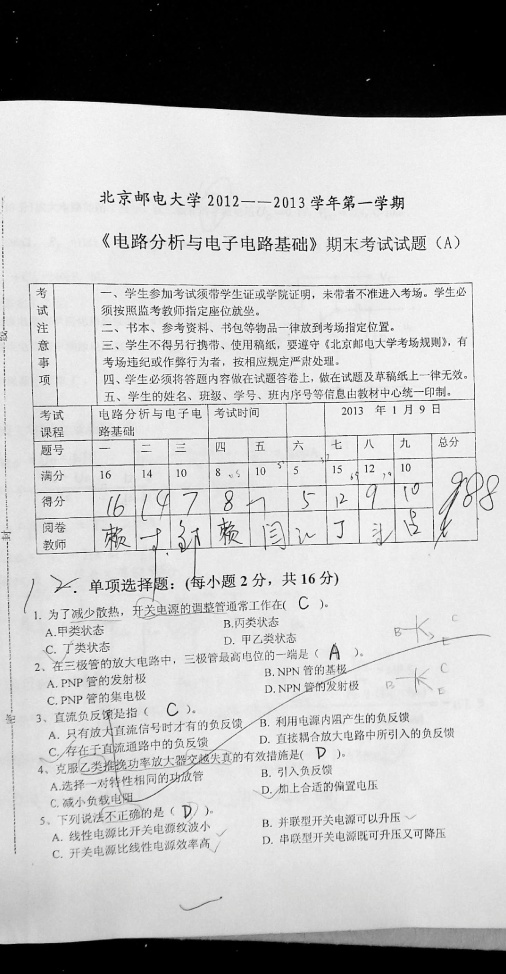 北京邮电大学 2012——2013 学年第一学期
《电路分析与电子电路基础》期末考试试题（A）
考试注意事项
一、学生参加考试须带学生证或学院证明，未带者不准进入考场。学生必
须按照监考教师指定座位就坐。
二、书本、参考资料、书包等物品一律放到考场指定位置。
三、学生不得另行携带、使用稿纸，要遵守《北京邮电大学考场规则》，有
考场违纪或作弊行为者，按相应规定严肃处理。
四、学生必须将答题内容做在试题答卷上，做在试题及草稿纸上一律无效。
五、学生的姓名、班级、学号、班内序号等信息由教材中心统一印制。
考试课程 电路分析与电子电路基础 考试时间 2013 年 1 月 9 日
题号 一 二 三 四 五 六 七 八 九 总分
满分 16 14 10 8 10 5 15 12 10
得分 16 14 7 8 7 5 12 9 10 88
阅卷教师 赖 赖 闫 丁
一. 单项选择题：(每小题 2 分，共 16 分)
1. 为了减少散热，开关电源的调整管通常工作在( C )。
A.甲类状态 B.丙类状态
C. 丁类状态 D. 甲乙类状态
2、在三极管的放大电路中，三极管最高电位的一端是（ A ）。
A. PNP 管的发射极 B. NPN 管的基极
C. PNP 管的集电极 D. NPN 管的发射极
B C E
B C E
3、直流负反馈是指（ C ）。
A. 只有放大直流信号时才有的负反馈 B. 利用电源内阻产生的负反馈
C. 存在于直流通路中的负反馈 D. 直接耦合放大电路中所引入的负反馈
4、克服乙类推挽功率放大器交越失真的有效措施是( D )。
A.选择一对特性相同的功放管 B. 引入负反馈
C. 减小负载电阻 D. 加上合适的偏置电压
5、下列说法不正确的是（ D ）。
A. 线性电源比开关电源纹波小 B. 并联型开关电源可以升压
C. 开关电源比线性电源效率高 D. 串联型开关电源既可升压又可降压